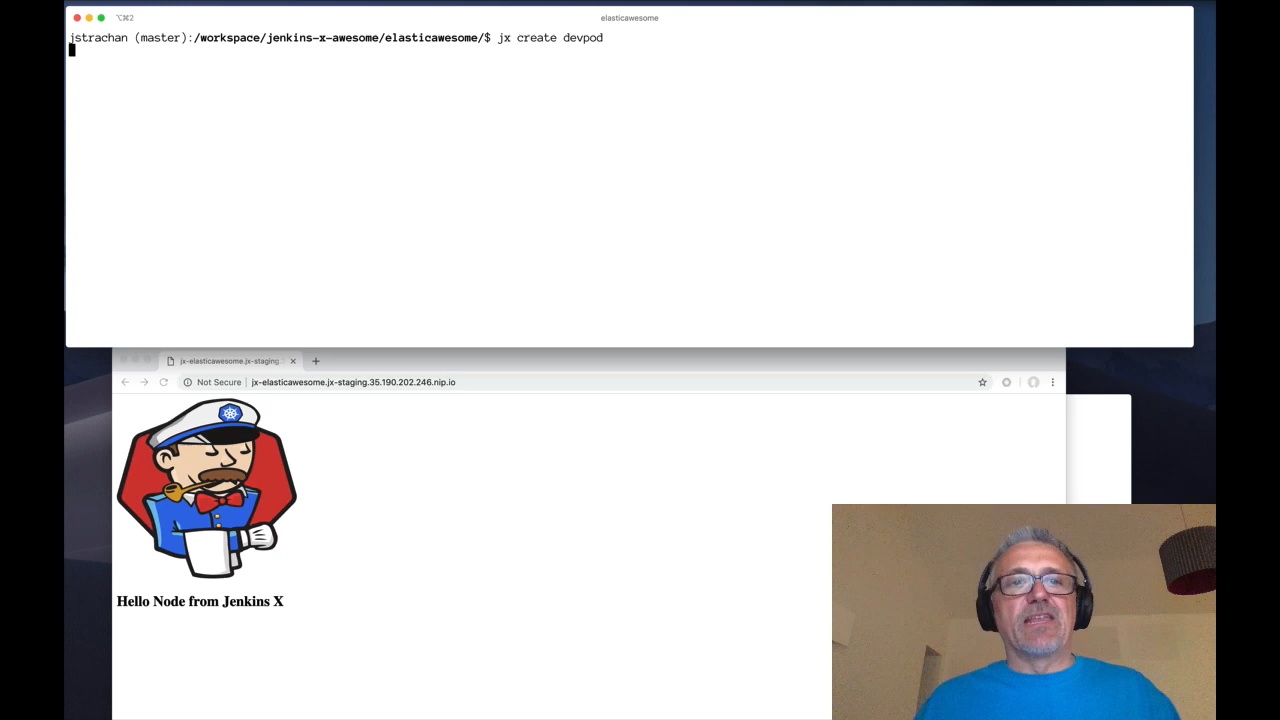 ⌥⌘2
elasticawesome
jstrachan (master):/workspace/jenkins-x-awesome/elasticawesome/$ jx create devpod
jx-elasticawesome.jx-staging.
Not Secure | jx-elasticawesome.jx-staging.35.190.202.246.nip.io
Hello Node from Jenkins X